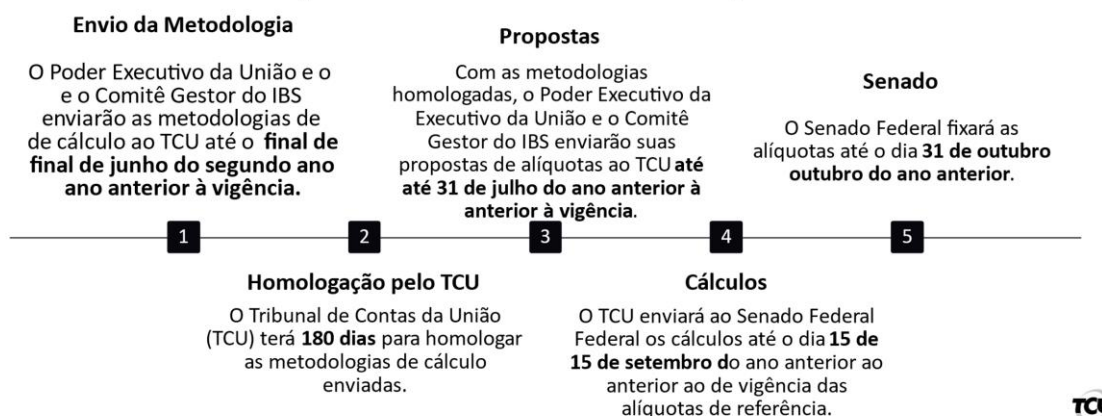 Envio da Metodologia
O Poder Executivo da União e o
e o Comitê Gestor do IBS
enviarão as metodologias de
de cálculo ao TCU até o final de
final de junho do segundo ano
ano anterior à vigência.
Propostas
Com as metodologias
homologadas, o Poder Executivo da
Executivo da União e o Comitê
Gestor do IBS enviarão suas
propostas de alíquotas ao TCU até
até 31 de julho do ano anterior à
anterior à vigência.
Senado
O Senado Federal fixará as
alíquotas até o dia 31 de outubro
outubro do ano anterior.
1
2
3
4
5
Homologação pelo TCU
O Tribunal de Contas da União
(TCU) terá 180 dias para homologar
as metodologias de cálculo
enviadas.
Cálculos
O TCU enviará ao Senado Federal
Federal os cálculos até o dia 15 de
15 de setembro do ano anterior ao
anterior ao de vigência das
alíquotas de referência.
TCU